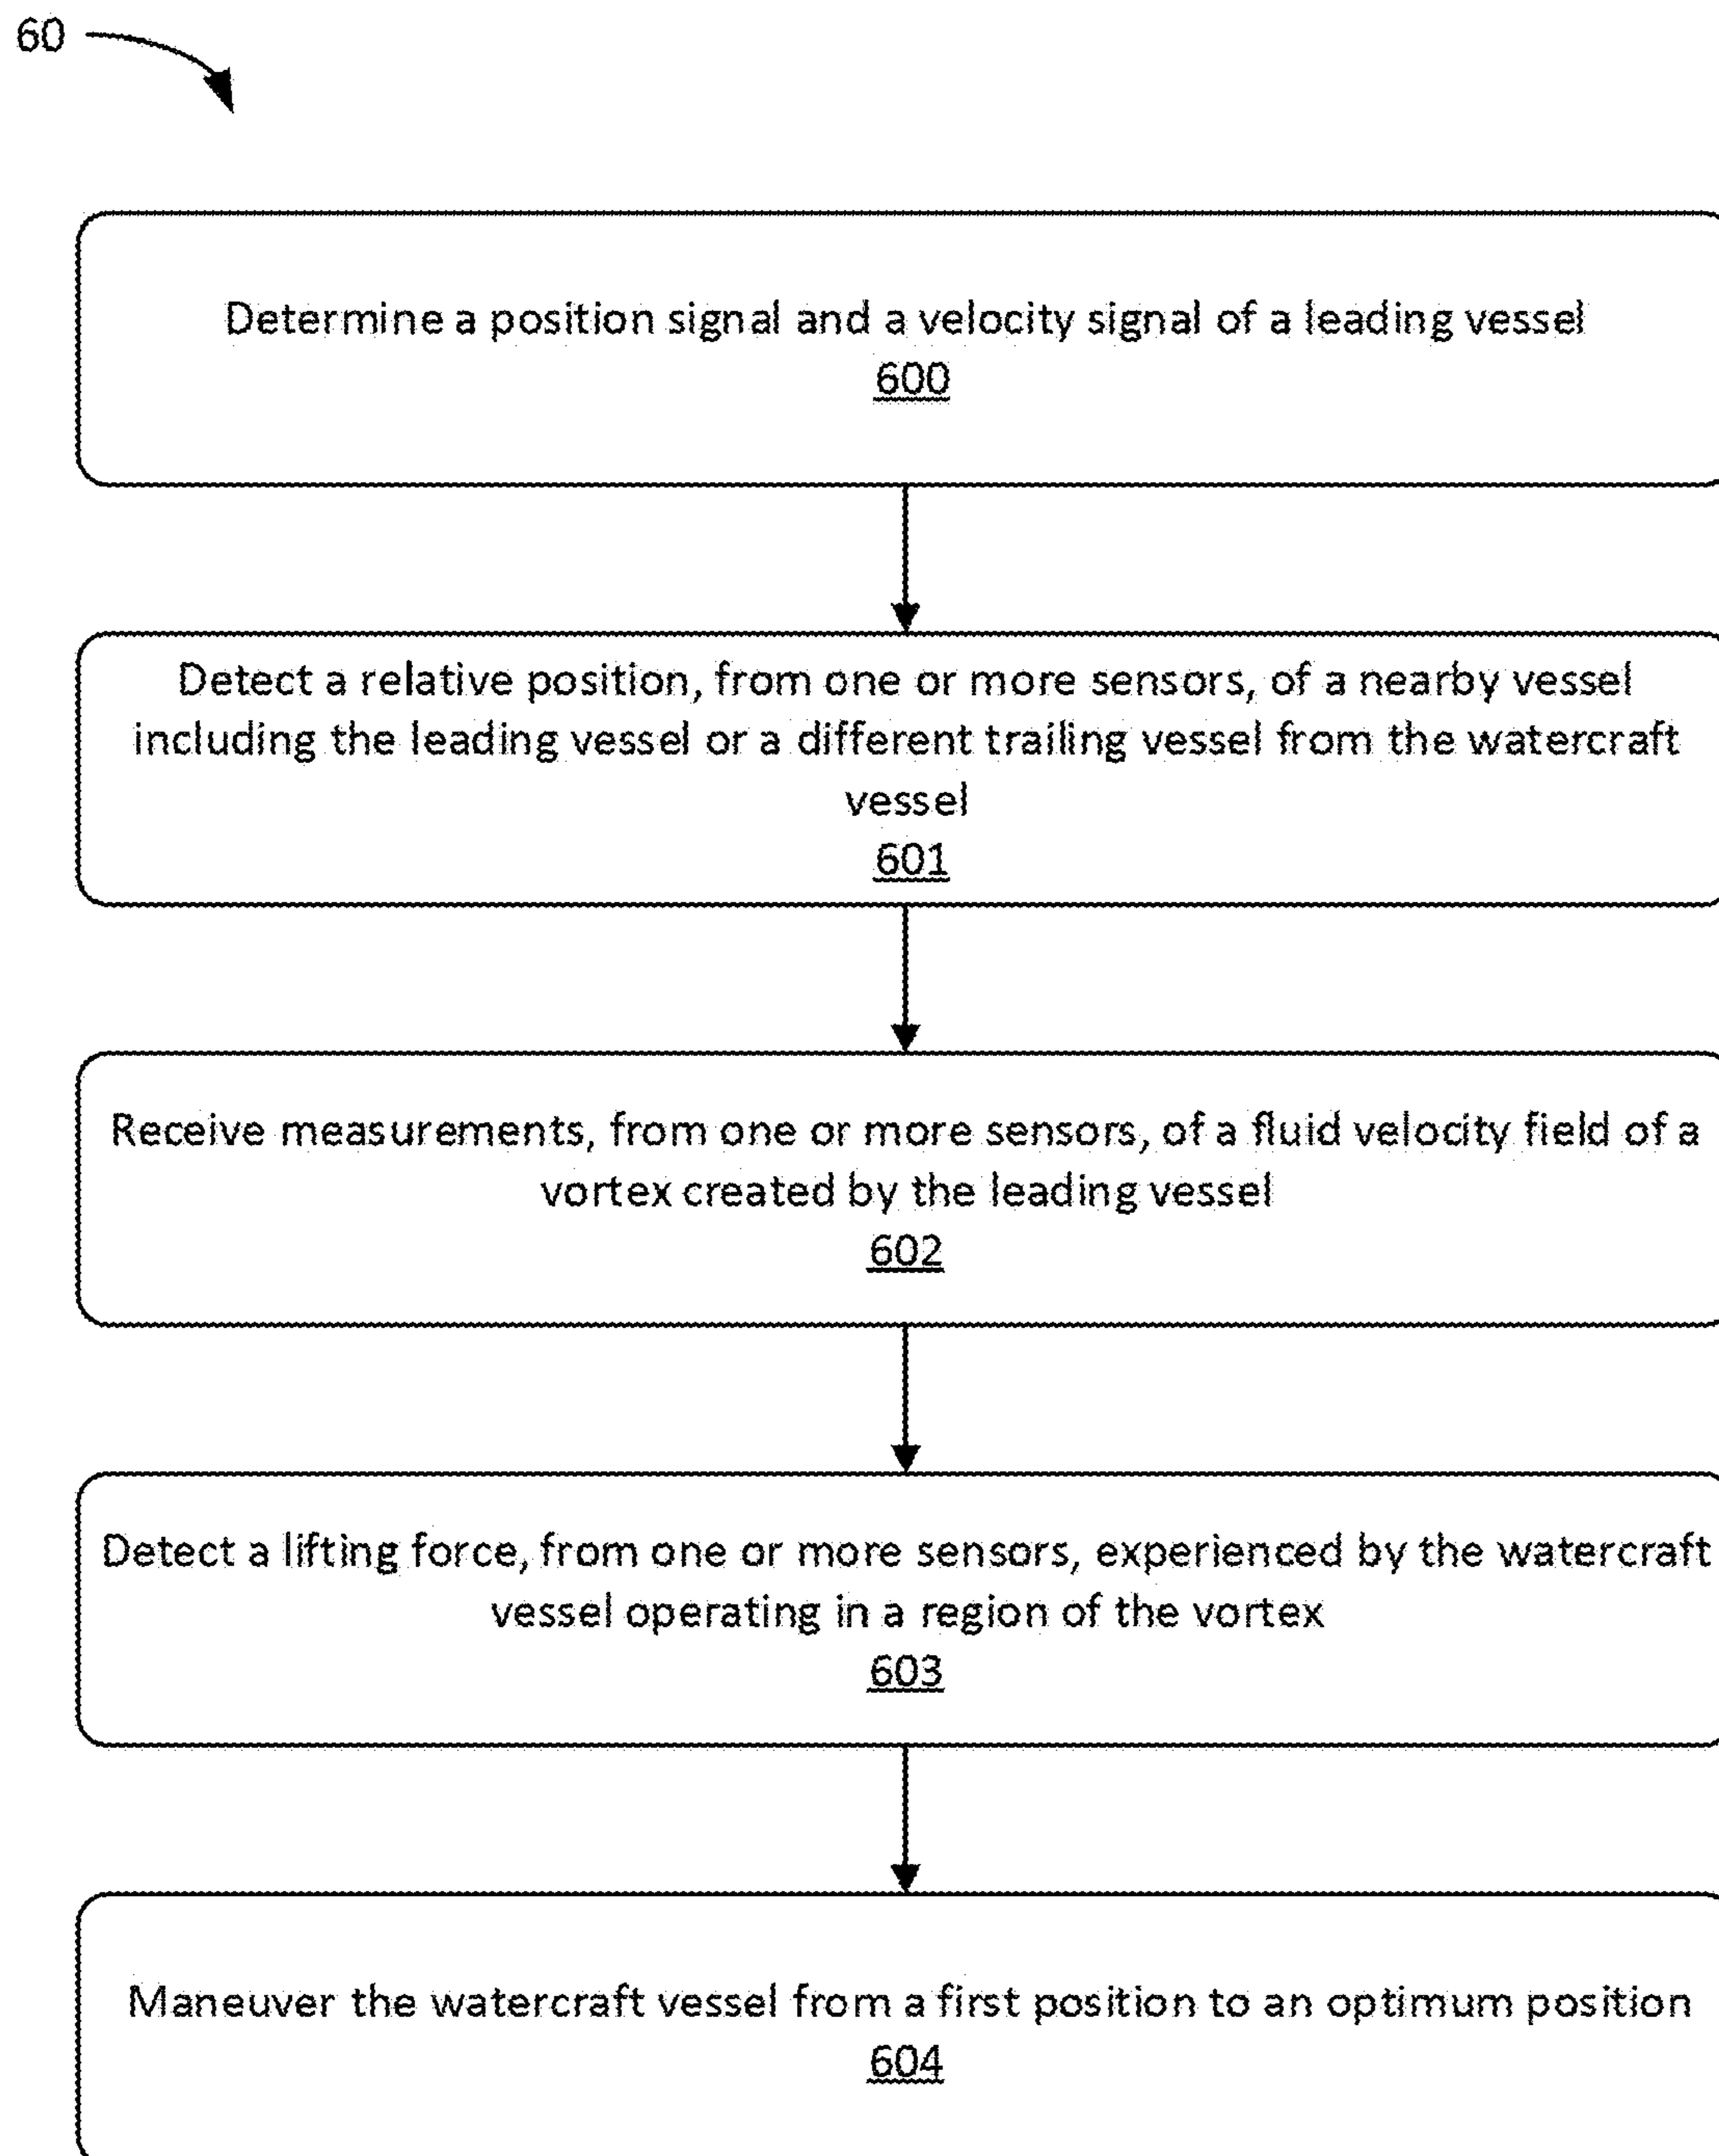 60
Determine a position signal and a velocity signal of a leading vessel
600
Detect a relative position, from one or more sensors, of a nearby vessel
including the leading vessel or a different trailing vessel from the watercraft
vessel
601
Receive measurements, from one or more sensors, of a fluid velocity field of a
vortex created by the leading vessel
602
Detect a lifting force, from one or more sensors, experienced by the watercraft
vessel operating in a region of the vortex
603
Maneuver the watercraft vessel from a first position to an optimum position
604